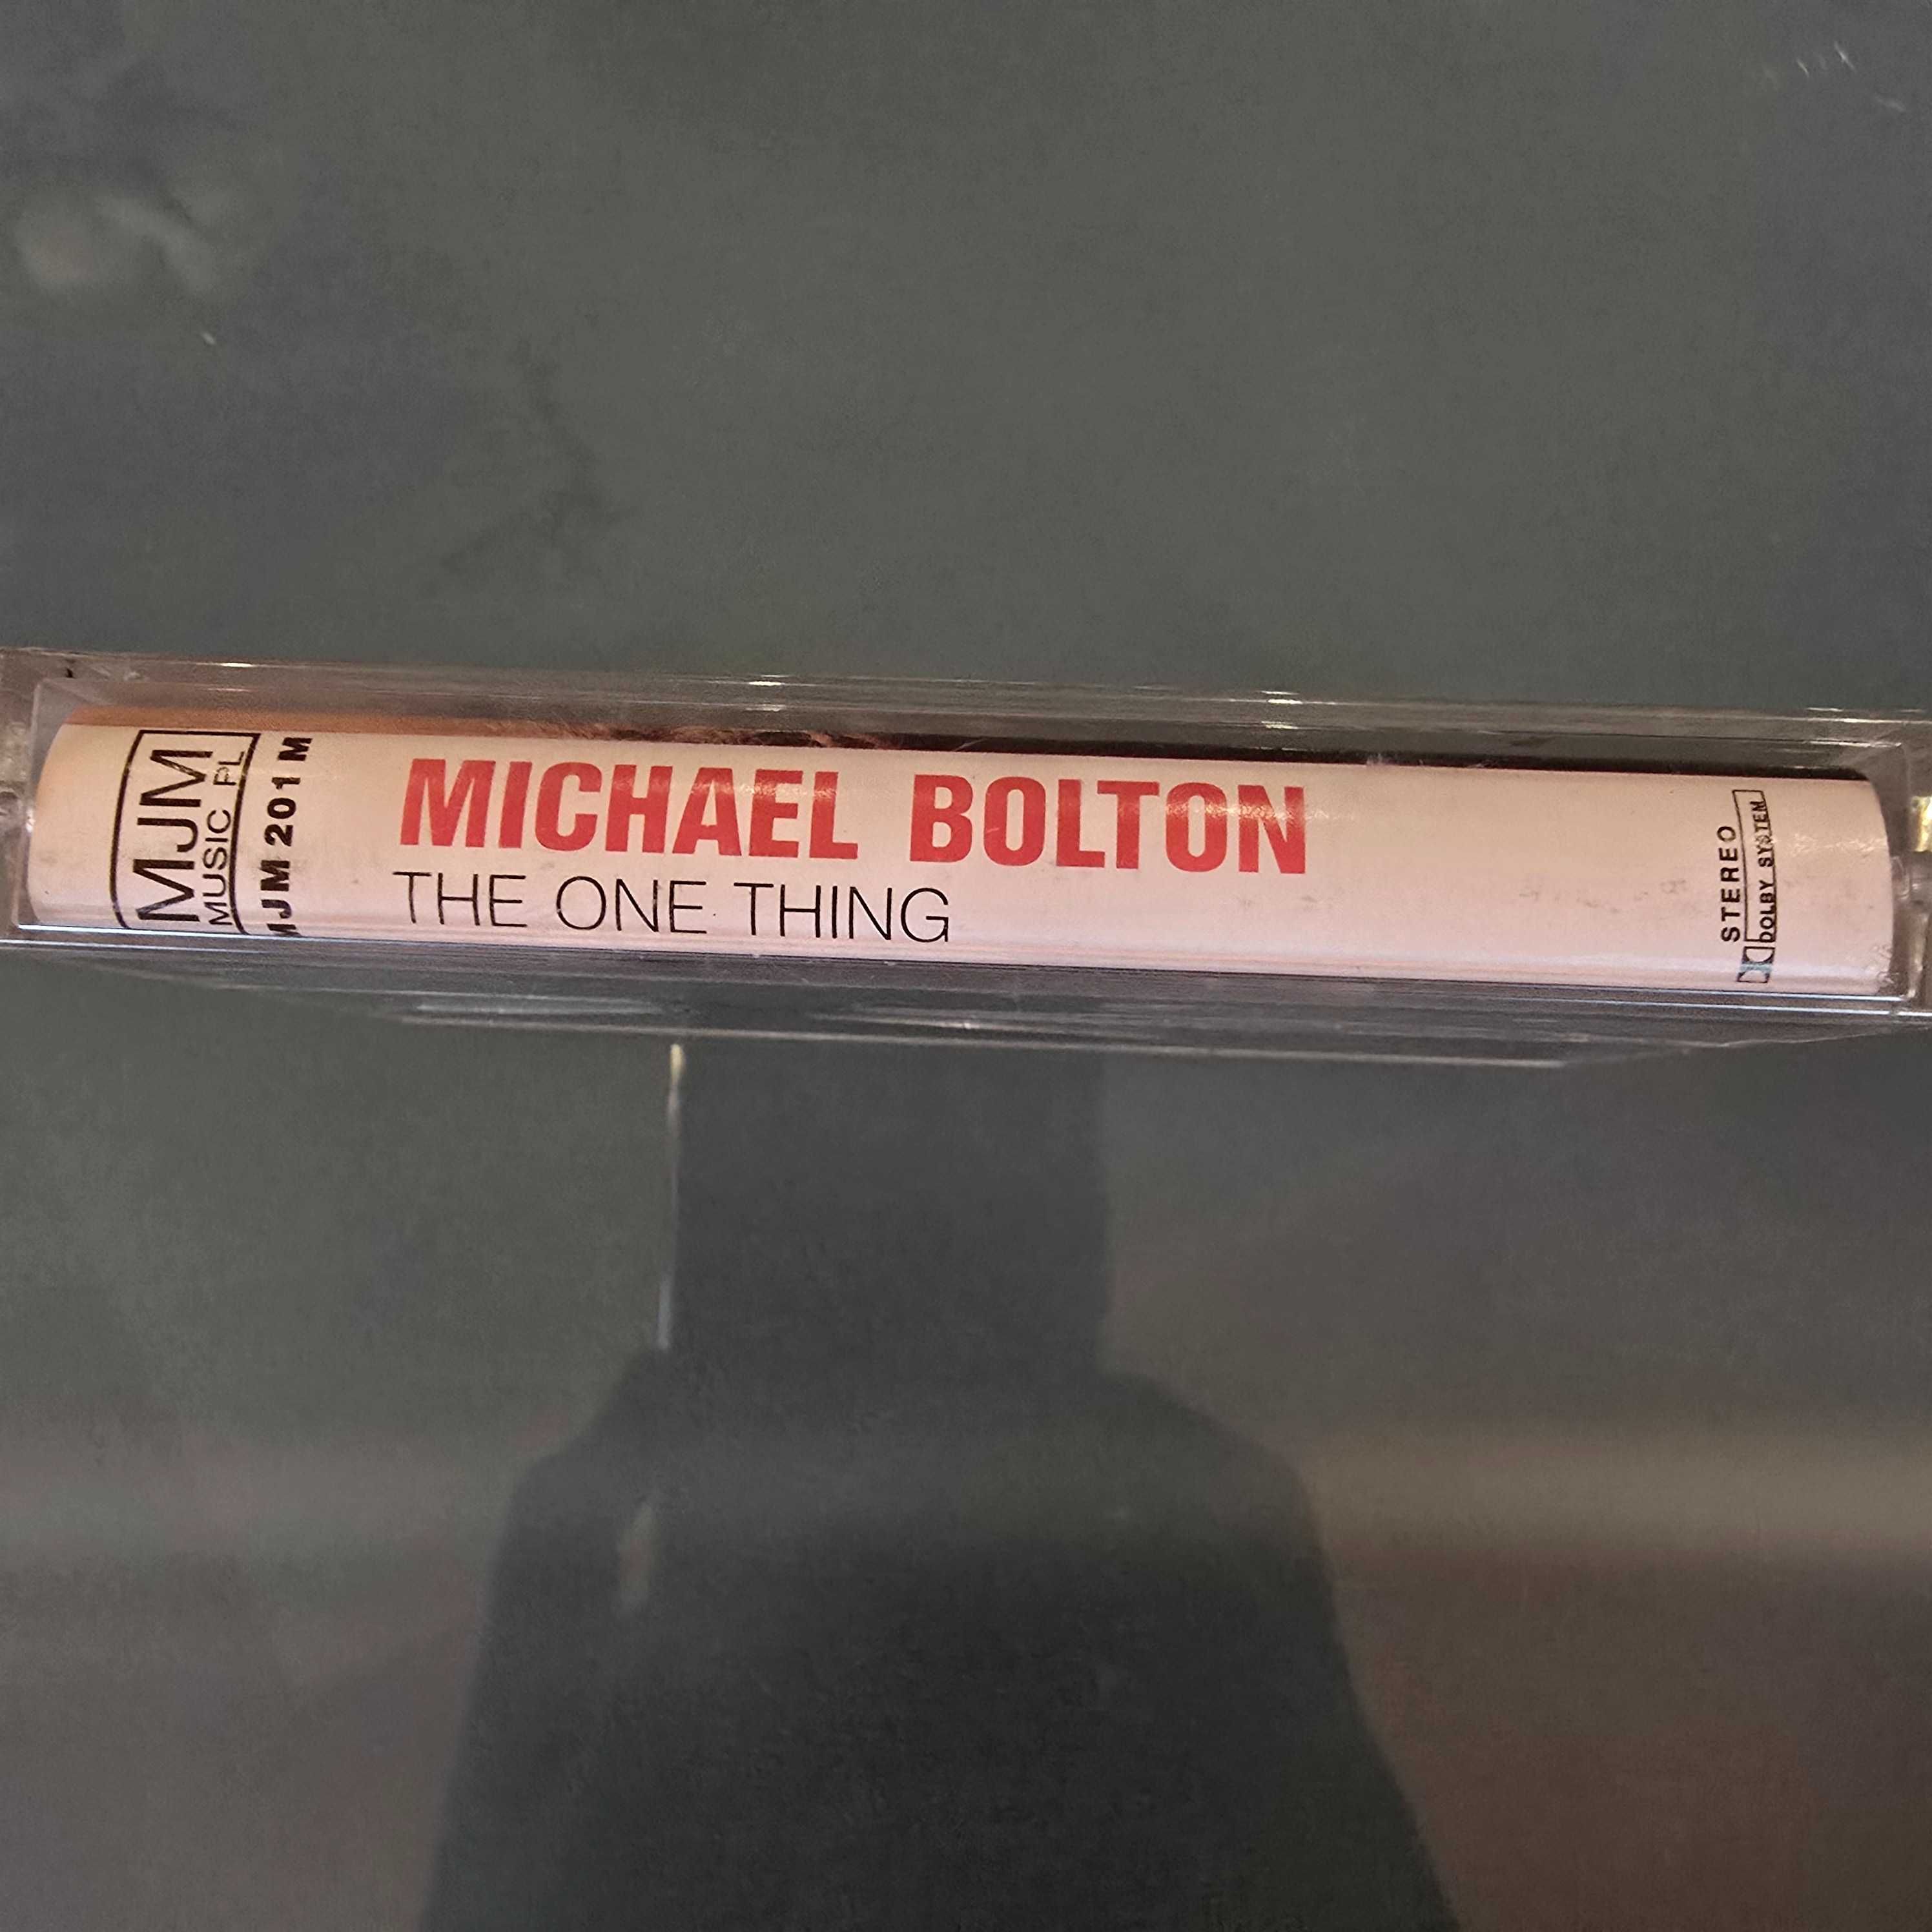 MJM
MUSIC PL
MJM 201 M
MICHAEL BOLTON
THE ONE THING
STEREO
DOLBY SYSTEM